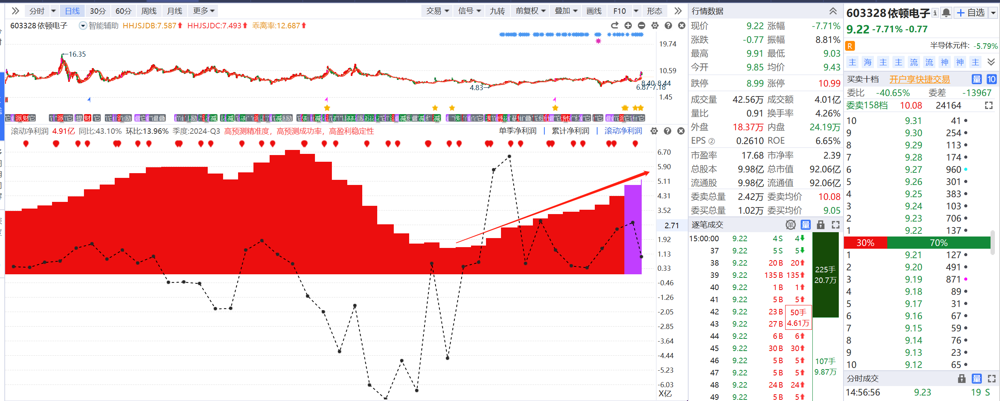 分时 日线 30分 60分 周线 月线 更多
交易 信号 九转 前复权 叠加 画线 F10 形态
603328 依顿电子 智能辅助 HHJSJDB:7.587 HHJSJDC:7.493 乖离率:12.687
←16.35
4.83→
8.40-8.44
6.87-7.18
19.74
10.59
1.45
滚动净利润 4.91亿 同比:43.10% 环比:13.96% 季度:2024-Q3 高预测精准度，高预测成功率，高盈利稳定性
单季净利润 | 累计净利润 | 滚动净利润
6.70
5.90
5.11
4.31
3.52
2.71
1.92
1.13
0.33
-0.46
-1.26
-2.05
-2.85
-3.64
-4.44
-5.23
-6.03
X亿
行情数据
现价 9.22 涨幅 -7.71%
涨跌 -0.77 振幅 8.81%
最高 9.91 最低 9.03
今开 9.85 均价 9.43
跌停 8.99 涨停 10.99
成交量 42.56万 成交额 4.01亿
量比 0.91 换手率 4.26%
外盘 18.37万 内盘 24.19万
EPS ② 0.2610 ROE 6.65%
市盈率 17.68 市净率 2.39
总股本 9.98亿 总市值 92.06亿
流通股 9.98亿 流通值 92.06亿
委卖总量 2.42万 委卖均价 10.08
委买总量 1.02万 委买均价 9.05
逐笔成交 单 量
15:00:00 9.22 4 S 4
37 9.22 5 S 5
38 9.22 20 B 20
39 9.22 135 B 135
40 9.22 1 B 1
41 9.22 5 B 5
42 9.22 23 B
43 9.22 27 B
44 9.22 6 B 6
45 9.22 30 B 30
46 9.22 5 B 5
47 9.22 5 B 5
48 9.22 24 B 24
49 9.22 5 B 5
50手
4.61万
225手
20.7万
107手
9.87万
603328 依顿电子 自选
9.22 -7.71% -0.77
R 半导体元件: -5.79%
主 海 主 主 流 流 神 神 主
买卖十档 开户享快捷交易 量 10
委比 -40.65% 委差 -13967
委卖158档 10.08 24164
10 9.31 41
9 9.30 254
8 9.29 113
7 9.28 174
6 9.27 960
5 9.26 301
4 9.25 383
3 9.24 103
2 9.23 706
1 9.22 137
30% 70%
1 9.21 127
2 9.20 491
3 9.19 871
4 9.18 89
5 9.17 31
6 9.16 67
7 9.15 59
8 9.14 76
9 9.13 23
10 9.12 65
分时成交 量
14:56:56 9.23 19 S